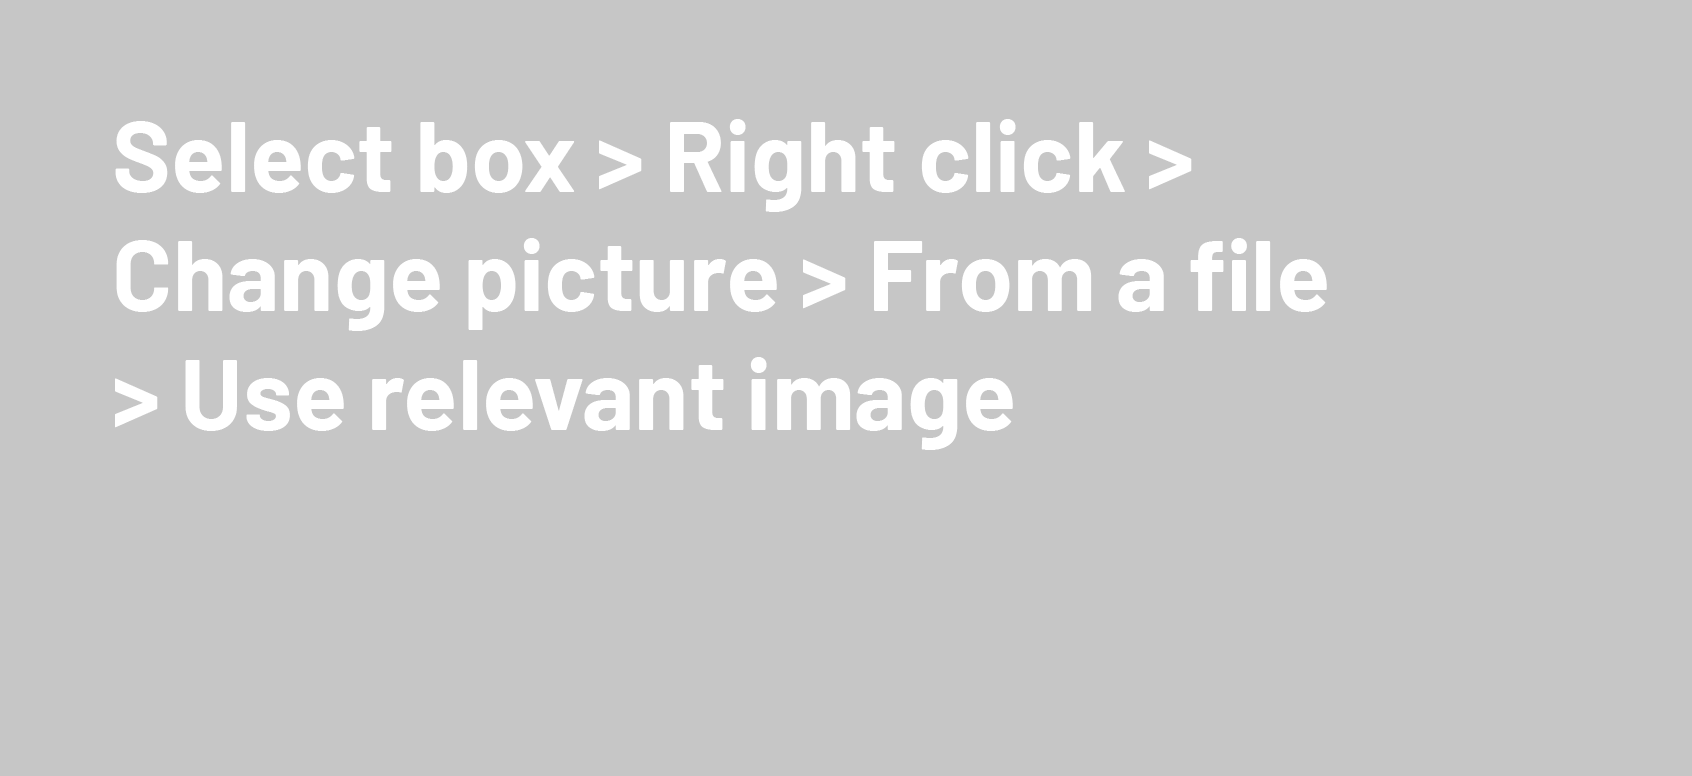 Select box > Right click >
Change picture > From a file
> Use relevant image